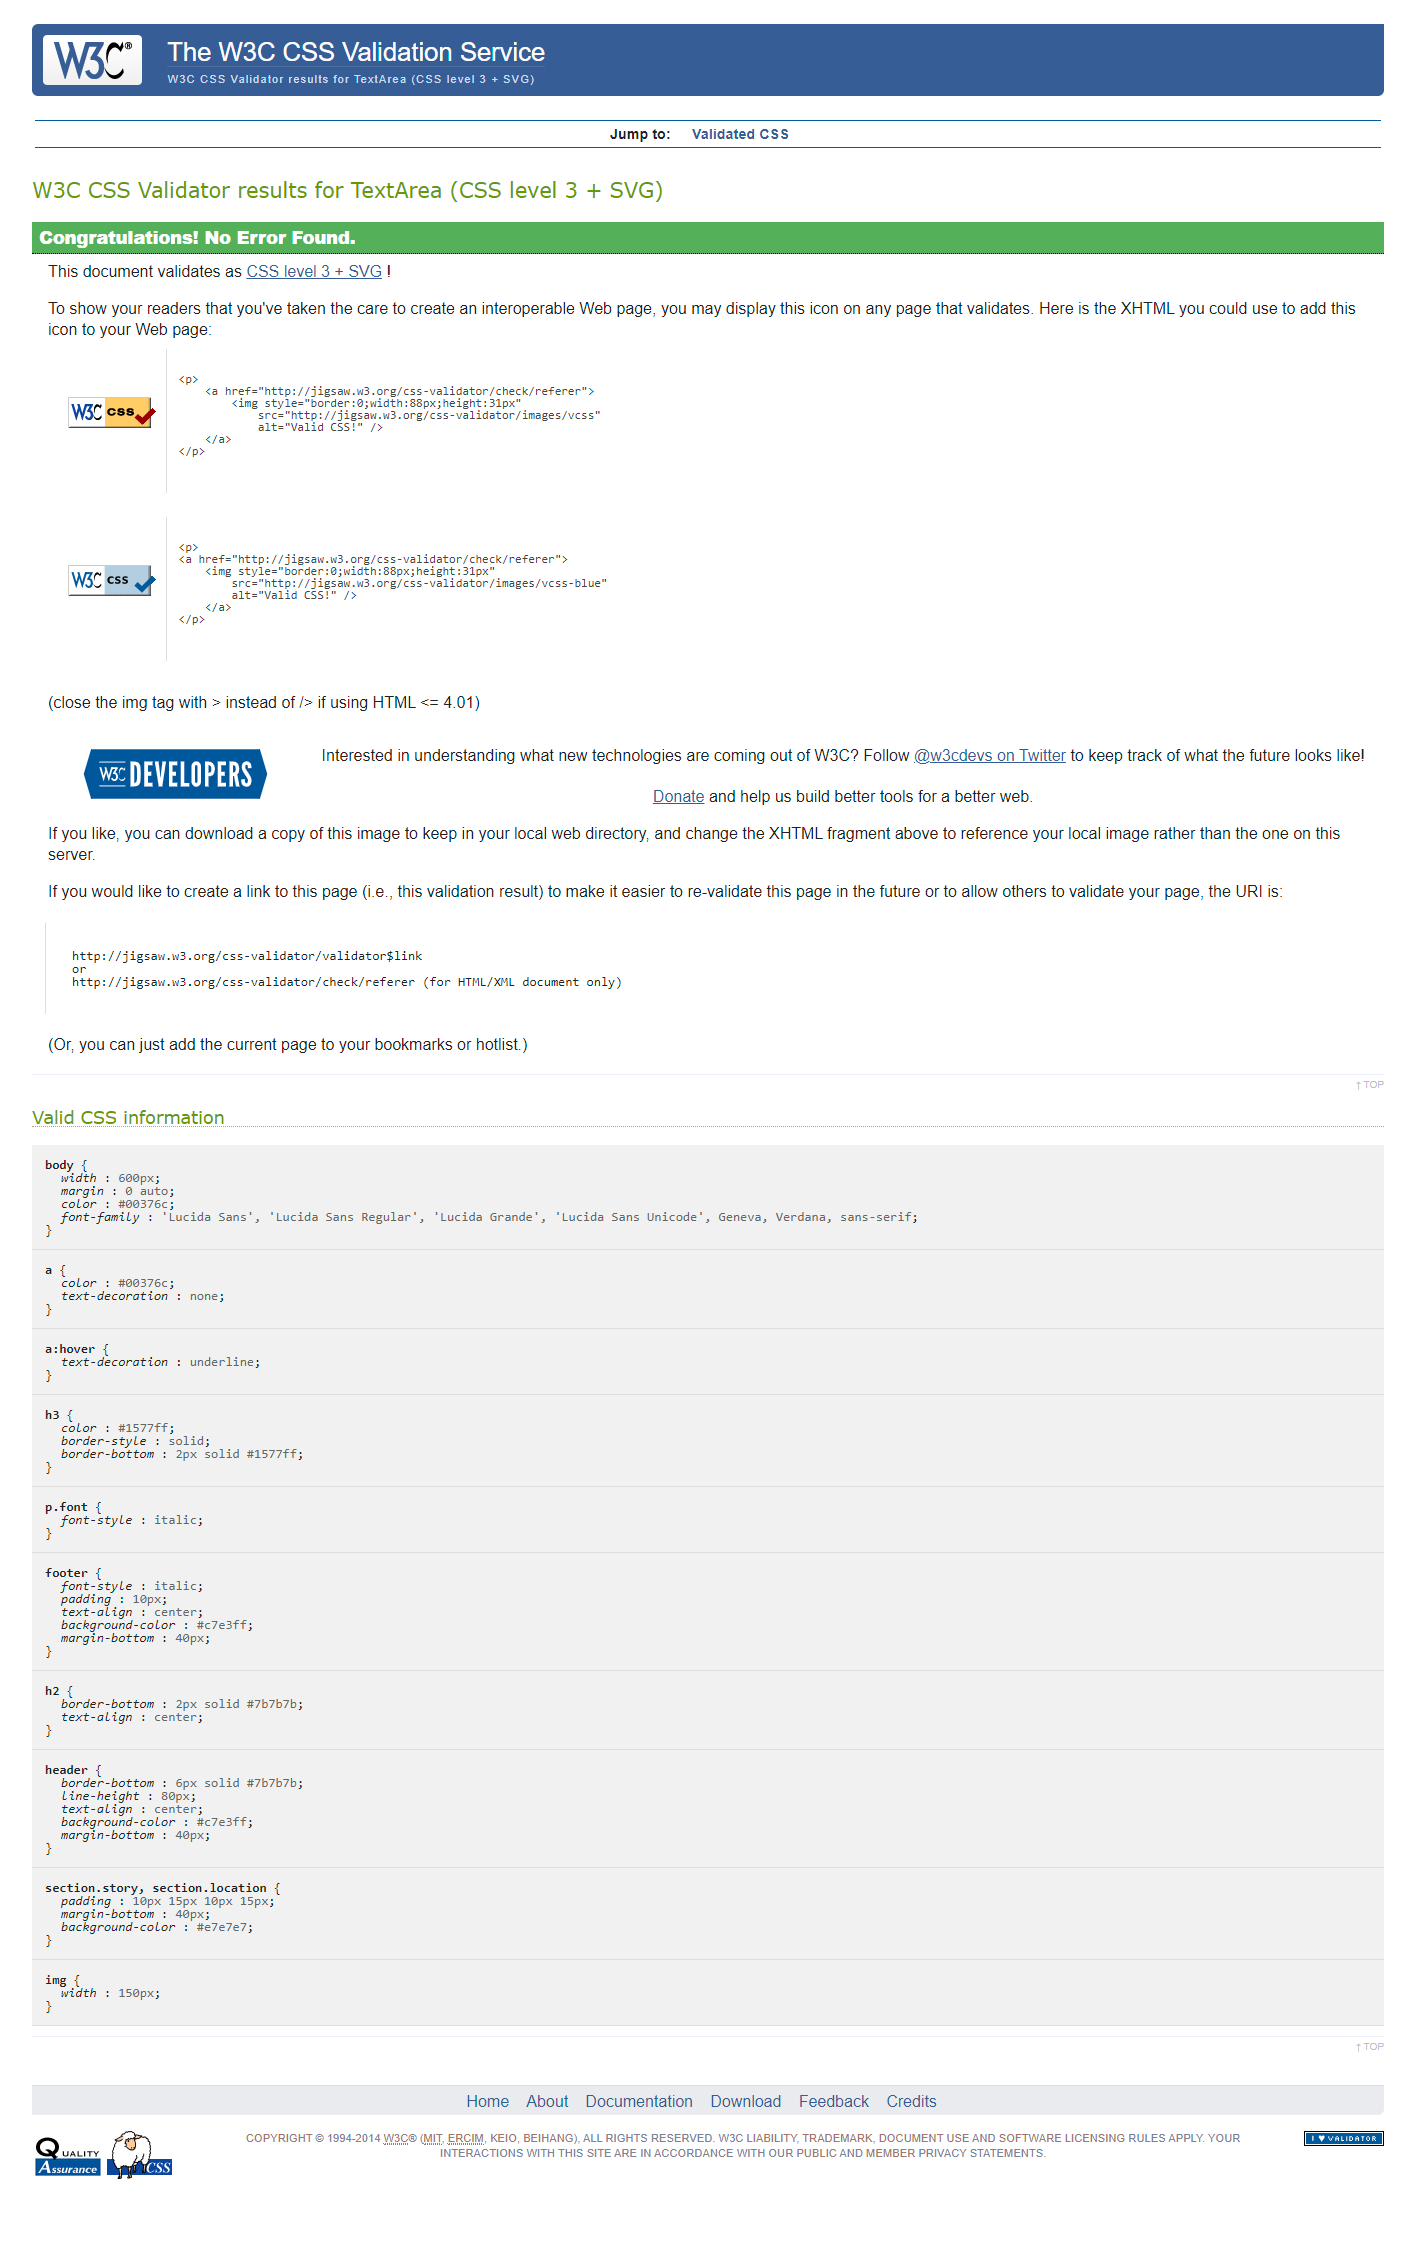 W3C®
The W3C CSS Validation Service
W3C CSS Validator results for TextArea (CSS level 3 + SVG)
Jump to: Validated CSS
W3C CSS Validator results for TextArea (CSS level 3 + SVG)
Congratulations! No Error Found.
This document validates as CSS level 3 + SVG !
To show your readers that you've taken the care to create an interoperable Web page, you may display this icon on any page that validates. Here is the XHTML you could use to add this
icon to your Web page:
W3C CSS
<p>
<a href="http://jigsaw.w3.org/css-validator/check/referer">
<img style="border:0;width:88px;height:31px"
src="http://jigsaw.w3.org/css-validator/images/vcss"
alt="Valid CSS!" />
</a>
</p>
W3C CSS
<p>
<a href="http://jigsaw.w3.org/css-validator/check/referer">
<img style="border:0;width:88px;height:31px"
src="http://jigsaw.w3.org/css-validator/images/vcss-blue"
alt="Valid CSS!" />
</a>
</p>
(close the img tag with > instead of /> if using HTML <= 4.01)
W3C DEVELOPERS
Interested in understanding what new technologies are coming out of W3C? Follow @w3cdevs on Twitter to keep track of what the future looks like!
Donate and help us build better tools for a better web.
If you like, you can download a copy of this image to keep in your local web directory, and change the XHTML fragment above to reference your local image rather than the one on this
server.
If you would like to create a link to this page (i.e., this validation result) to make it easier to re-validate this page in the future or to allow others to validate your page, the URI is:
http://jigsaw.w3.org/css-validator/validator$link
or
http://jigsaw.w3.org/css-validator/check/referer (for HTML/XML document only)
(Or, you can just add the current page to your bookmarks or hotlist.)
↑ TOP
Valid CSS information
body {
width : 600px;
margin : 0 auto;
color : #00376c;
font-family : 'Lucida Sans', 'Lucida Sans Regular', 'Lucida Grande', 'Lucida Sans Unicode', Geneva, Verdana, sans-serif;
}
a {
color : #00376c;
text-decoration : none;
}
a:hover {
text-decoration : underline;
}
h3 {
color : #1577ff;
border-style : solid;
border-bottom : 2px solid #1577ff;
}
p.font {
font-style : italic;
}
footer {
font-style : italic;
padding : 10px;
text-align : center;
background-color : #c7e3ff;
margin-bottom : 40px;
}
h2 {
border-bottom : 2px solid #7b7b7b;
text-align : center;
}
header {
border-bottom : 6px solid #7b7b7b;
line-height : 80px;
text-align : center;
background-color : #c7e3ff;
margin-bottom : 40px;
}
section.story, section.location {
padding : 10px 15px 10px 15px;
margin-bottom : 40px;
background-color : #e7e7e7;
}
img {
width : 150px;
}
↑ TOP
Home About Documentation Download Feedback Credits
QUALITY
Assurance
CSS
COPYRIGHT © 1994-2014 W3C® (MIT, ERCIM, KEIO, BEIHANG), ALL RIGHTS RESERVED. W3C LIABILITY, TRADEMARK, DOCUMENT USE AND SOFTWARE LICENSING RULES APPLY. YOUR
INTERACTIONS WITH THIS SITE ARE IN ACCORDANCE WITH OUR PUBLIC AND MEMBER PRIVACY STATEMENTS.
I ♥ VALIDATOR